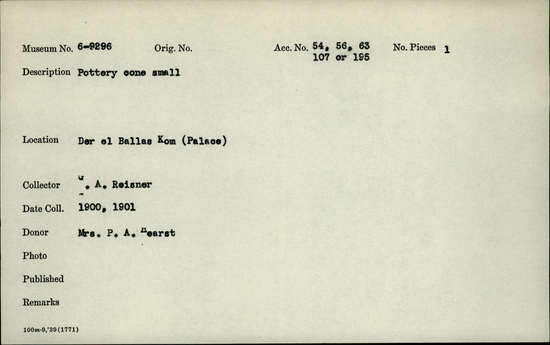 Museum No. 6-9296 Orig. No. Acc. No. 54, 56, 63 No. Pieces 1
107 or 195
Description Pottery cone small
Location Der el Ballas Kom (Palace)
Collector . A. Reisner
Date Coll. 1900, 1901
Donor Mrs. P. A. Hearst
Photo
Published
Remarks
100m-9,'39(1771)